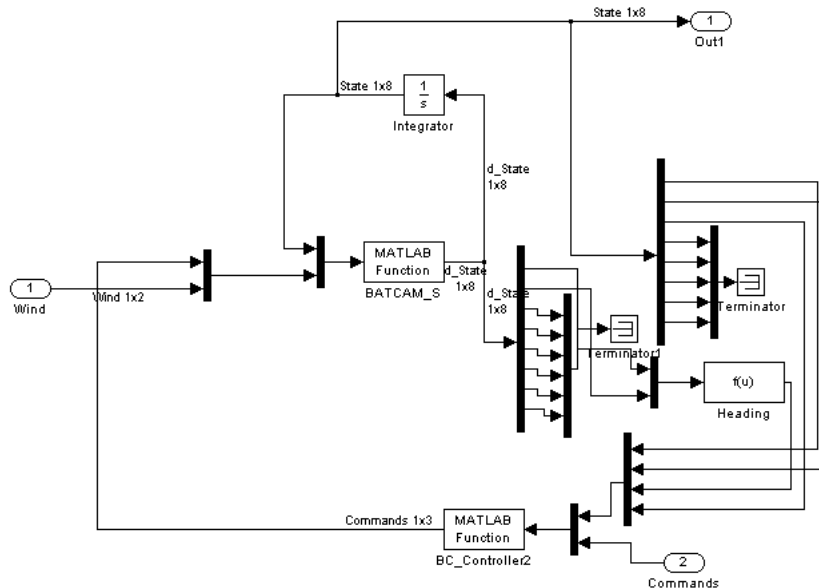 State 1x8
1
Out1
State 1x8
1
s
Integrator
d_State
1x8
MATLAB
Function
BATCAM_S
d_State
1x8
d_State
1x8
1
Wind
Wind 1x2
Terminator
Terminator1
f(u)
Heading
Commands 1x3
MATLAB
Function
BC_Controller2
2
Commands